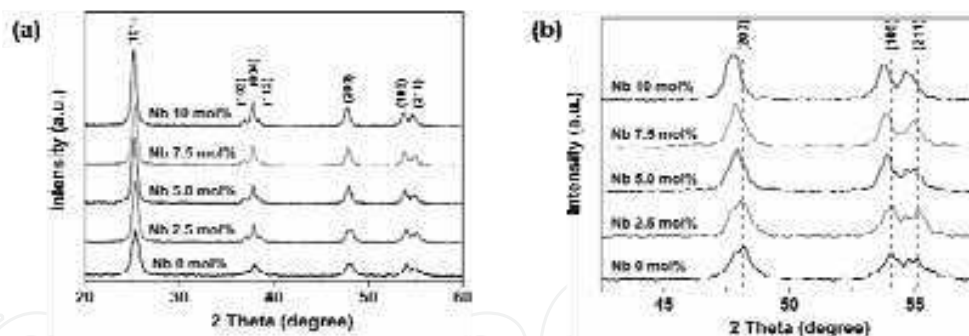 (a)
Intensity (a.u.)
(004)
(200)
(211)
Nb 10 mol%
Nb 7.5 mol%
Nb 5.0 mol%
Nb 2.5 mol%
Nb 0 mol%
20 30 40 50 60
2 Theta (degree)
(b)
Intensity (a.u.)
(200)
(211)
Nb 10 mol%
Nb 7.5 mol%
Nb 5.0 mol%
Nb 2.5 mol%
Nb 0 mol%
45 50 55
2 Theta (degree)